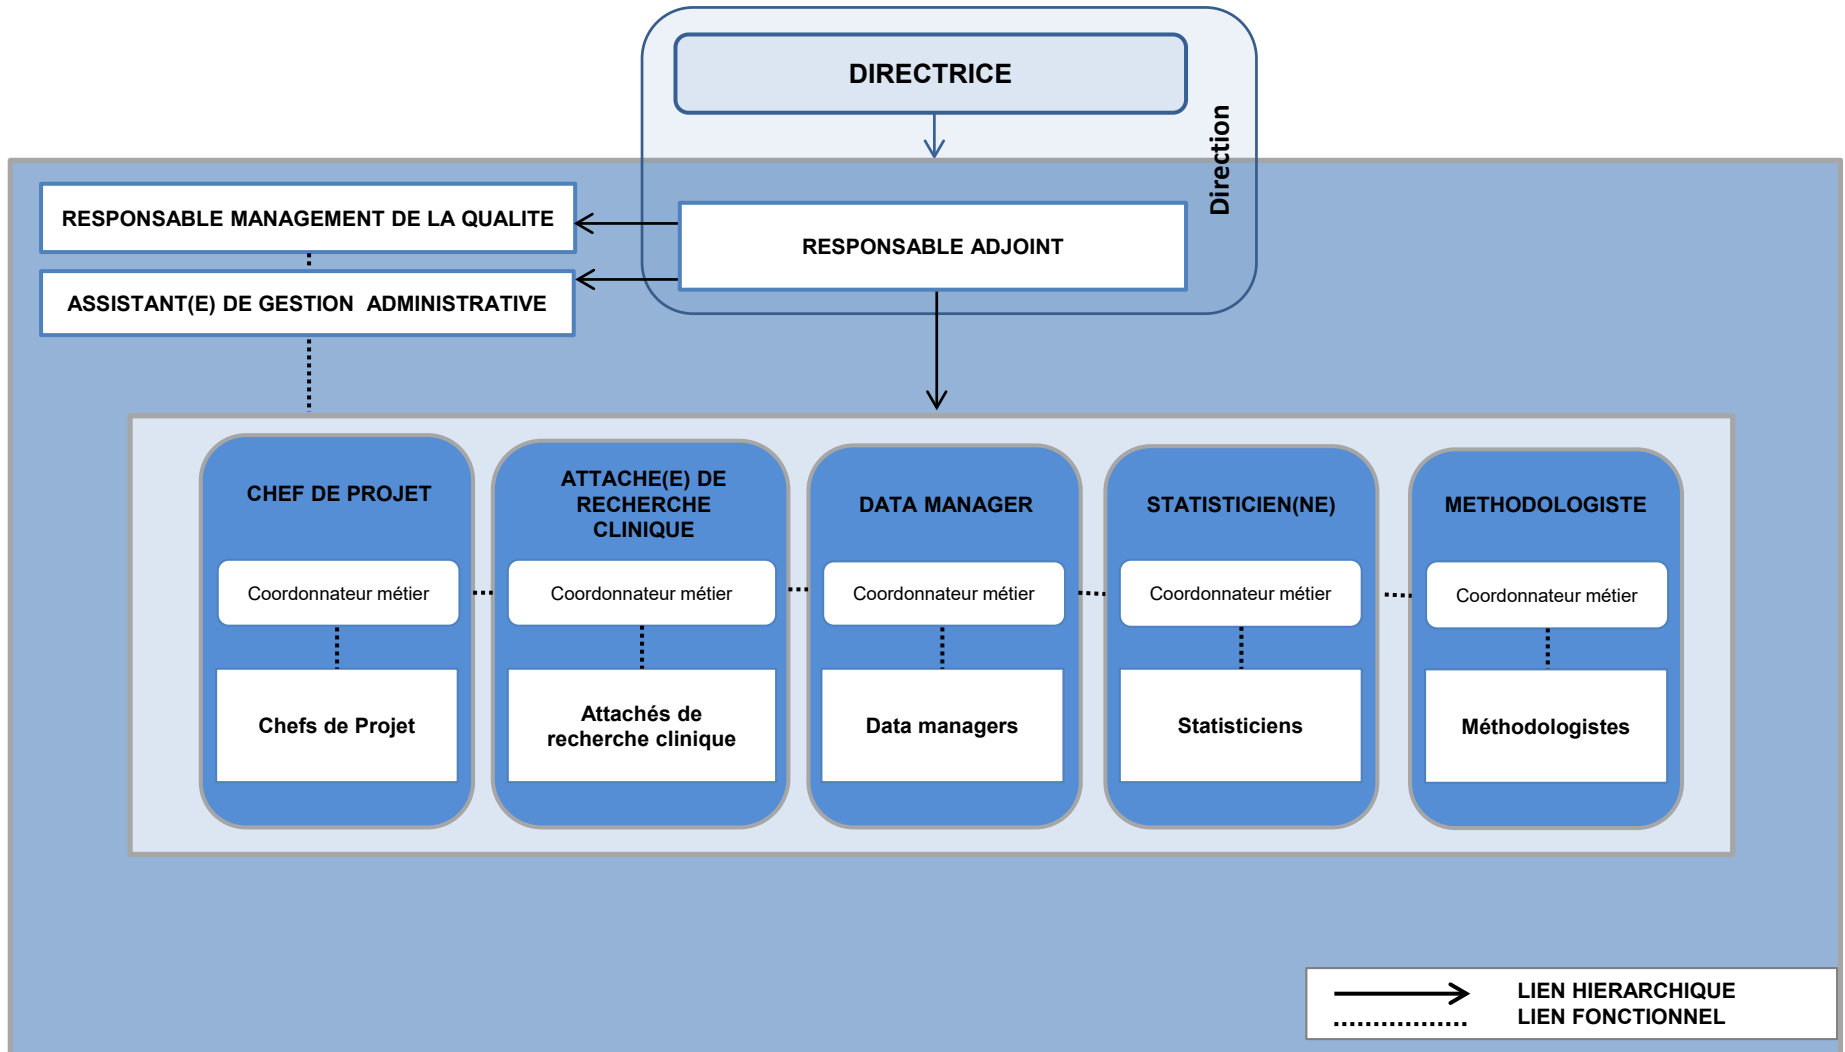 DIRECTRICE
Direction
RESPONSABLE MANAGEMENT DE LA QUALITE
RESPONSABLE ADJOINT
ASSISTANT(E) DE GESTION ADMINISTRATIVE
CHEF DE PROJET
ATTACHE(E) DE
RECHERCHE
CLINIQUE
DATA MANAGER
STATISTICIEN(NE)
METHODOLOGISTE
Coordonnateur métier
Coordonnateur métier
Coordonnateur métier
Coordonnateur métier
Coordonnateur métier
Chefs de Projet
Attachés de
recherche clinique
Data managers
Statisticiens
Méthodologistes
LIEN HIERARCHIQUE
LIEN FONCTIONNEL